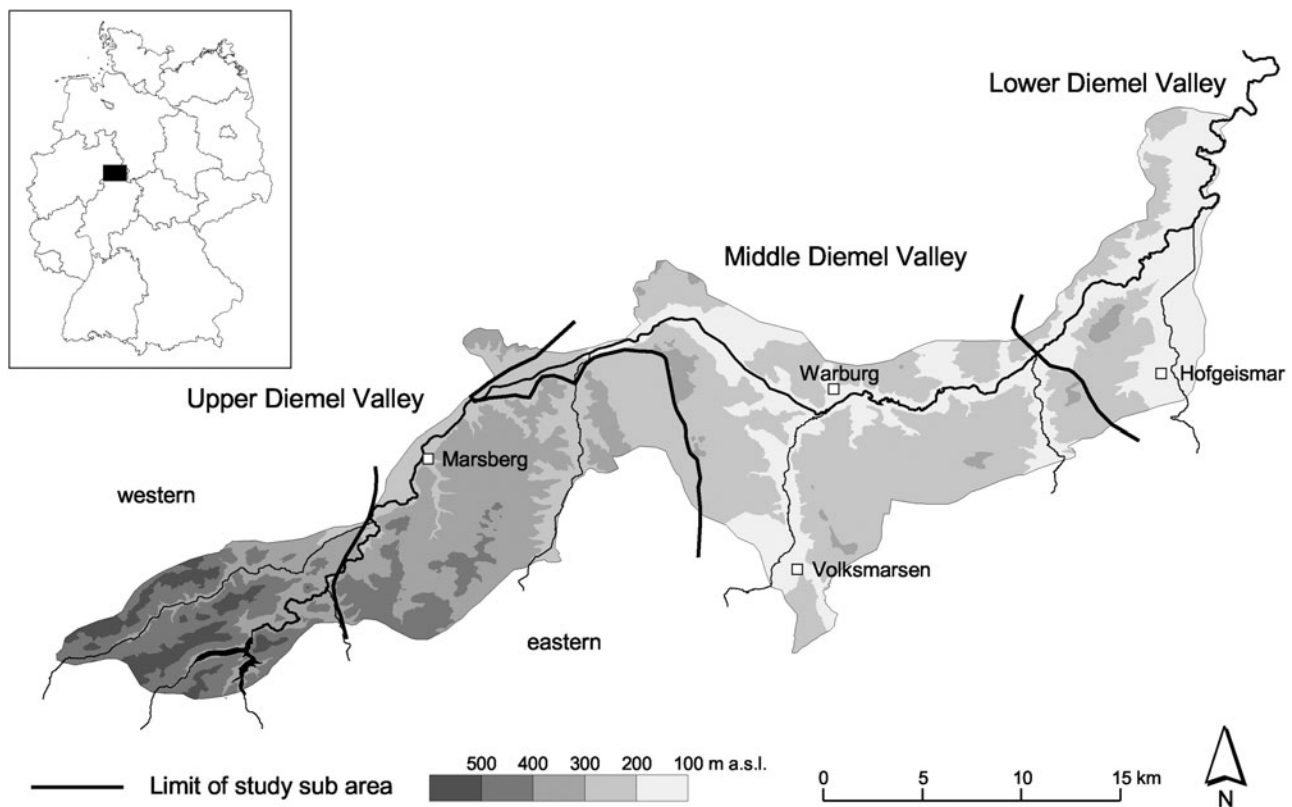 Lower Diemel Valley
Middle Diemel Valley
Warburg
Hofgeismar
Upper Diemel Valley
Marsberg
western
Volksmarsen
eastern
Limit of study sub area
500 400 300 200 100 m a.s.l.
0 5 10 15 km
N